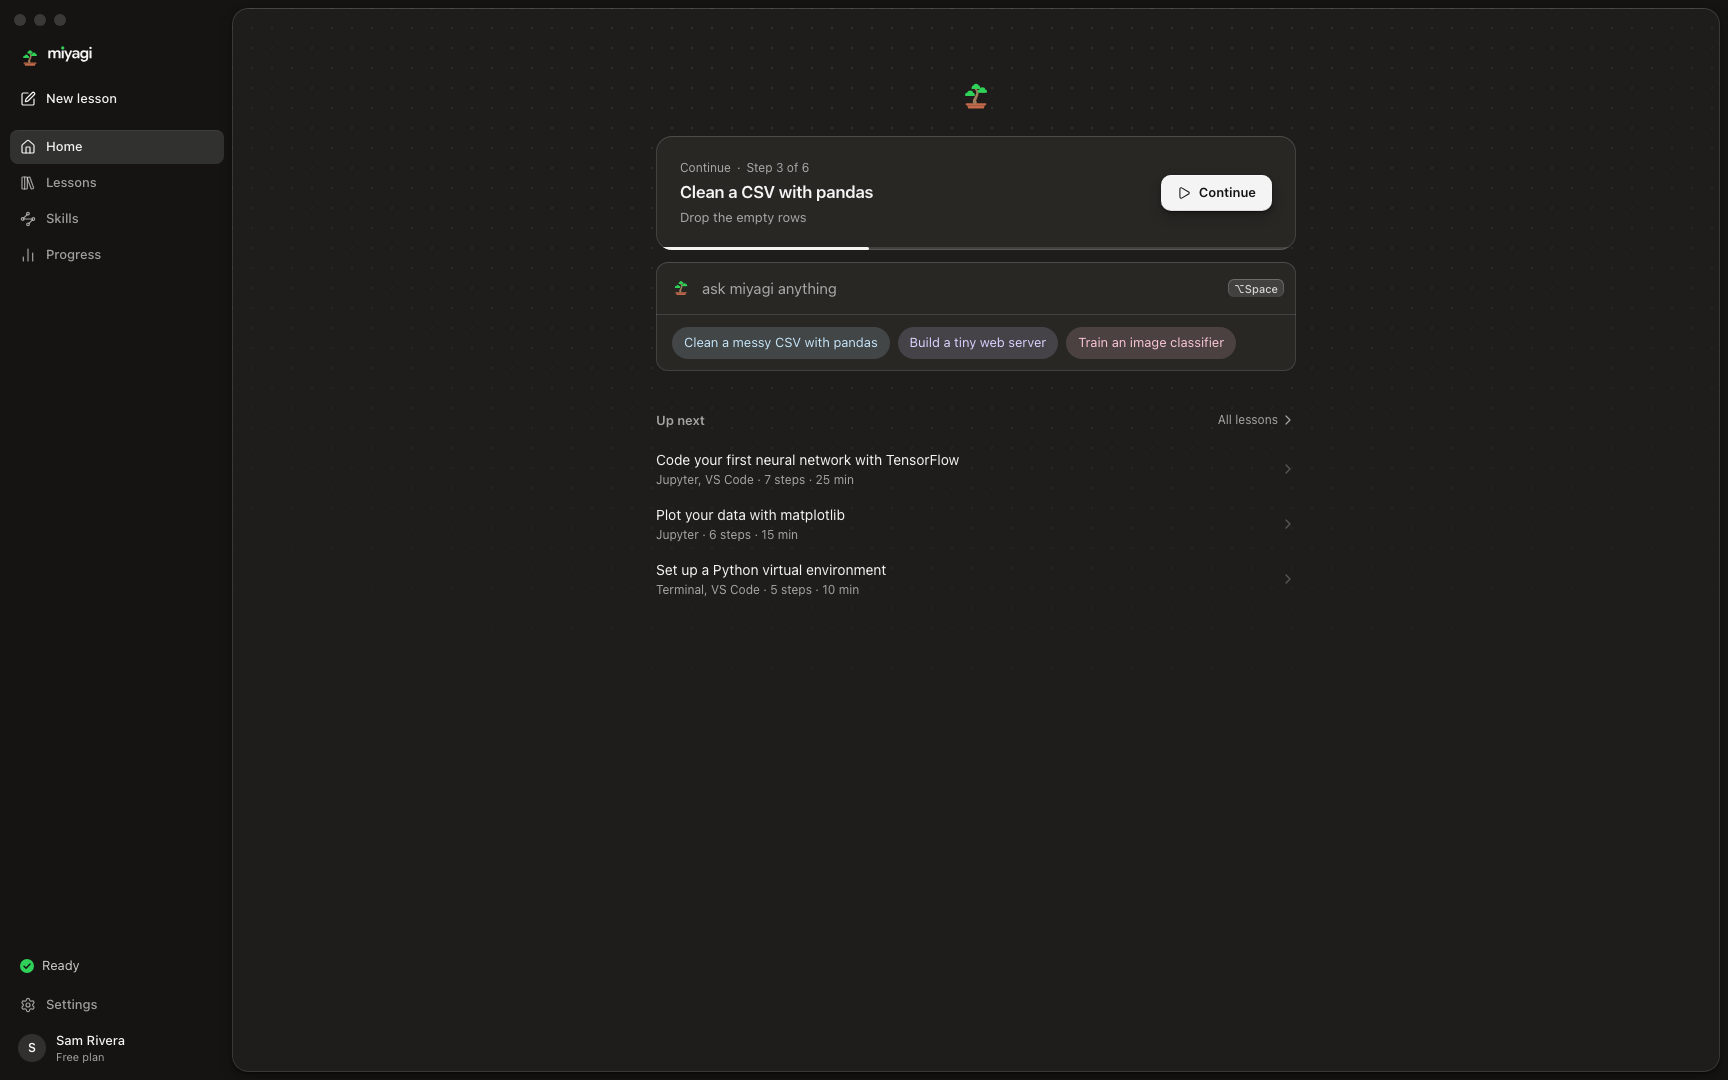 miyagi
New lesson
Home
Lessons
Skills
Progress
Continue · Step 3 of 6
Clean a CSV with pandas
Drop the empty rows
Continue
ask miyagi anything
⌥Space
Clean a messy CSV with pandas
Build a tiny web server
Train an image classifier
Up next
All lessons
Code your first neural network with TensorFlow
Jupyter, VS Code · 7 steps · 25 min
Plot your data with matplotlib
Jupyter · 6 steps · 15 min
Set up a Python virtual environment
Terminal, VS Code · 5 steps · 10 min
Ready
Settings
S
Sam Rivera
Free plan